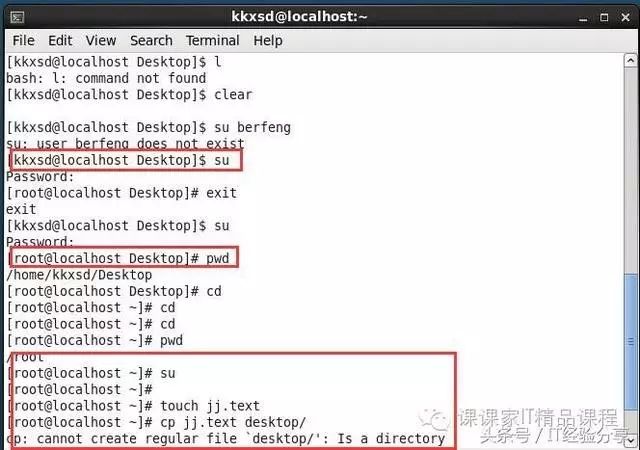 kkxsd@localhost:~
File Edit View Search Terminal Help
[kkxsd@localhost Desktop]$ l
bash: l: command not found
[kkxsd@localhost Desktop]$ clear
[kkxsd@localhost Desktop]$ su berfeng
su: user berfeng does not exist
[kkxsd@localhost Desktop]$ su
Password:
[root@localhost Desktop]# exit
exit
[kkxsd@localhost Desktop]$ su
Password:
[root@localhost Desktop]# pwd
/home/kkxsd/Desktop
[root@localhost Desktop]# cd
[root@localhost ~]# cd
[root@localhost ~]# cd
[root@localhost ~]# pwd
/root
[root@localhost ~]# su
[root@localhost ~]#
[root@localhost ~]# touch jj.text
[root@localhost ~]# cp jj.text desktop/
cp: cannot create regular file `desktop/': Is a directory
课课家IT精品课程
头条号/IT经验分享